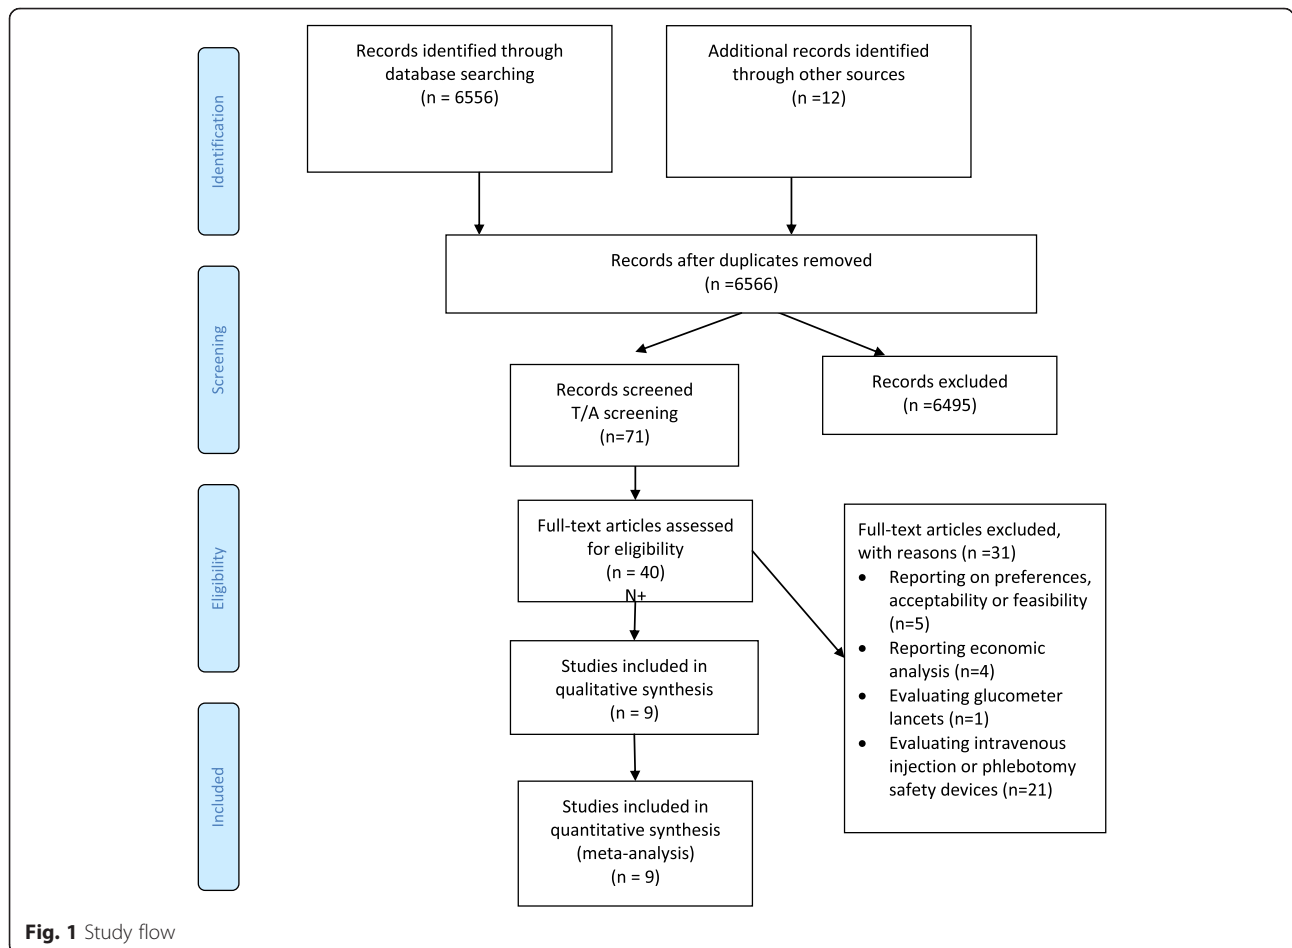 Records identified through
database searching
(n = 6556)
Additional records identified
through other sources
(n =12)
Identification
Records after duplicates removed
(n =6566)
Screening
Records screened
T/A screening
(n=71)
Records excluded
(n =6495)
Eligibility
Full-text articles assessed
for eligibility
(n = 40)
N+
Full-text articles excluded,
with reasons (n =31)
• Reporting on preferences,
acceptability or feasibility
(n=5)
• Reporting economic
analysis (n=4)
• Evaluating glucometer
lancets (n=1)
• Evaluating intravenous
injection or phlebotomy
safety devices (n=21)
Studies included in
qualitative synthesis
(n = 9)
Included
Studies included in
quantitative synthesis
(meta-analysis)
(n = 9)
Fig. 1 Study flow